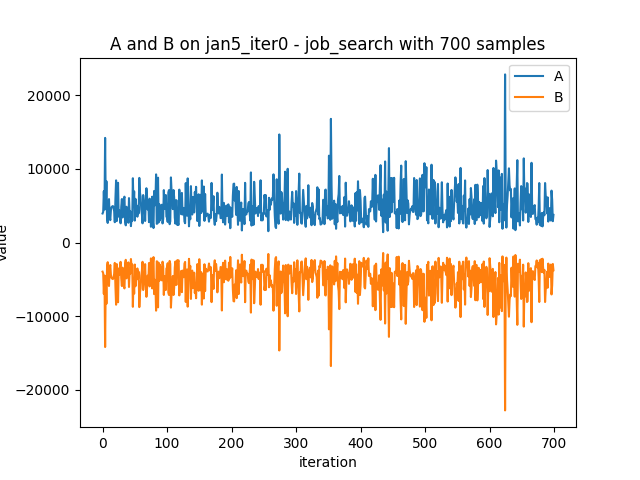 A and B on jan5_iter0 - job_search with 700 samples
A
B
20000
10000
0
−10000
−20000
value
0 100 200 300 400 500 600 700
iteration